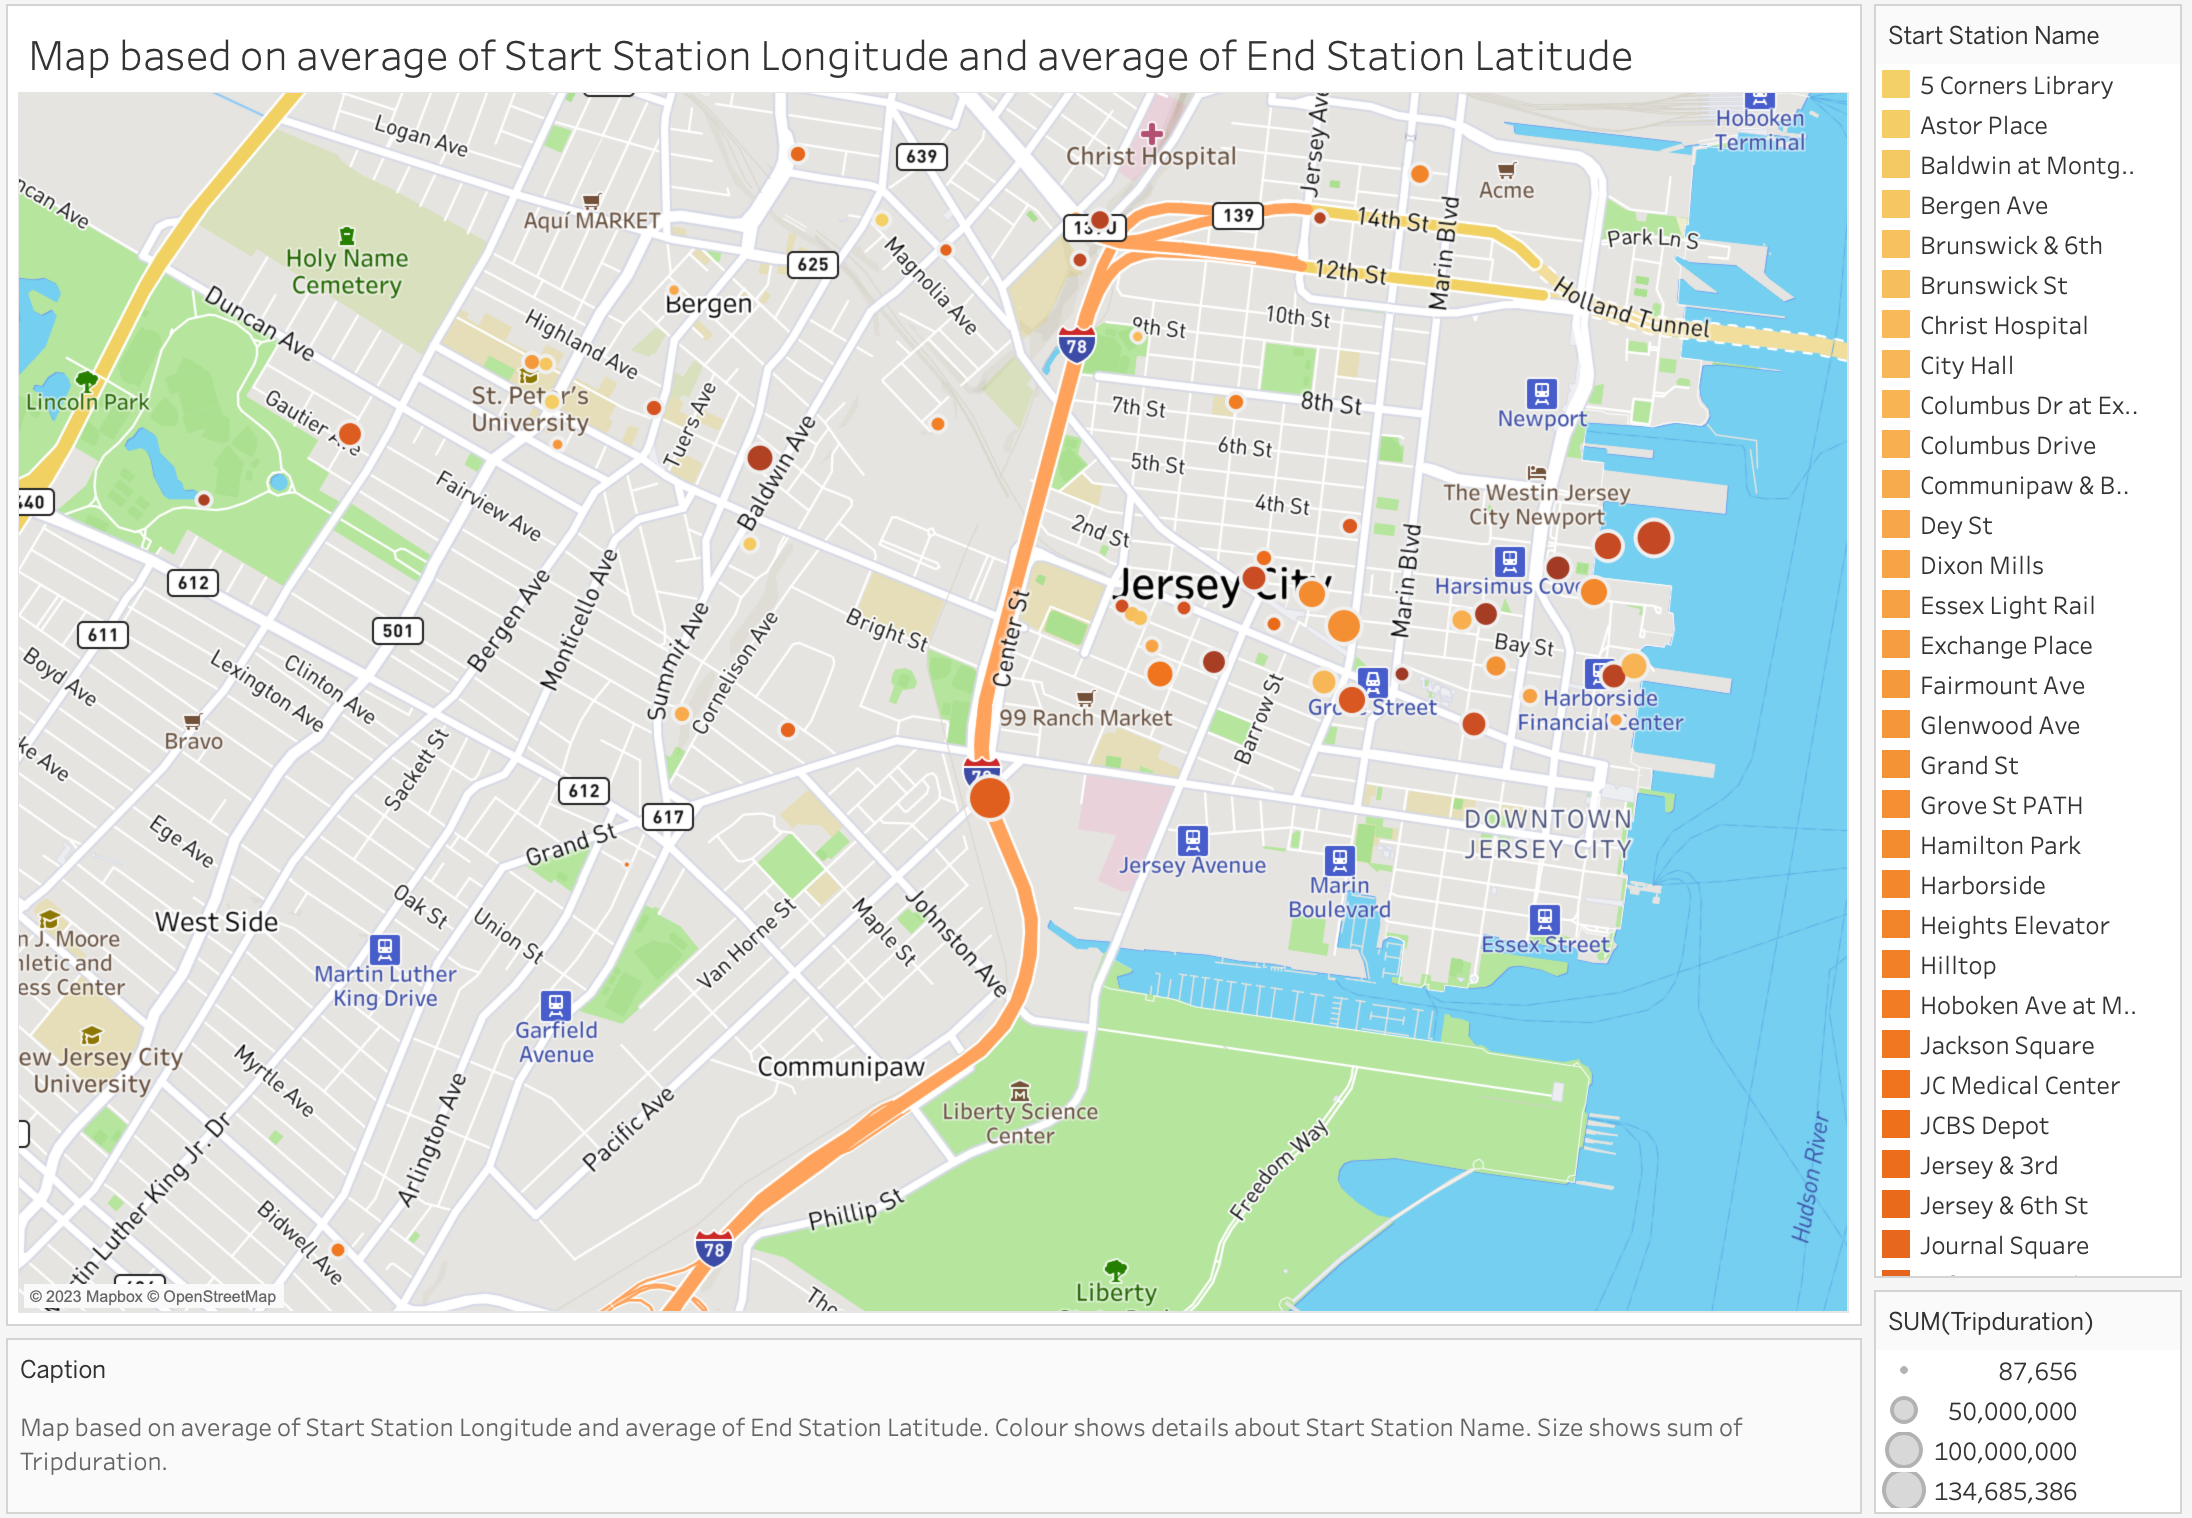 Map based on average of Start Station Longitude and average of End Station Latitude
Hoboken
Terminal
Logan Ave
639
Christ Hospital
Jersey Ave
Acme
Aquí MARKET
139
14th St
Marin Blvd
Park Ln S
Holy Name
Cemetery
625
Magnolia Ave
12th St
Holland Tunnel
Duncan Ave
Bergen
Highland Ave
9th St
10th St
78
Lincoln Park
St. Peter's
University
Tuers Ave
7th St
8th St
Newport
Gautier Ave
6th St
5th St
Baldwin Ave
The Westin Jersey
City Newport
Fairview Ave
4th St
2nd St
Jersey City
Marin Blvd
Harsimus Cove
612
611
501
Bergen Ave
Monticello Ave
Bright St
Center St
Bay St
Boyd Ave
Lexington Ave
Clinton Ave
Summit Ave
Cornelison Ave
Barrow St
Grove Street
Harborside
Financial Center
99 Ranch Market
Bravo
Sackett St
612
617
Grand St
Ege Ave
DOWNTOWN
JERSEY CITY
Jersey Avenue
Marin
Boulevard
Essex Street
West Side
Oak St
Union St
Van Horne St
Maple St
Johnston Ave
n J. Moore
hletic and
ess Center
Martin Luther
King Drive
Garfield
Avenue
ew Jersey City
University
Myrtle Ave
Communipaw
Arlington Ave
Pacific Ave
Liberty Science
Center
Freedom Way
Hudson River
Phillip St
tin Luther King Jr. Dr
Bidwell Ave
78
Liberty
© 2023 Mapbox © OpenStreetMap
Start Station Name
5 Corners Library
Astor Place
Baldwin at Montg..
Bergen Ave
Brunswick & 6th
Brunswick St
Christ Hospital
City Hall
Columbus Dr at Ex..
Columbus Drive
Communipaw & B..
Dey St
Dixon Mills
Essex Light Rail
Exchange Place
Fairmount Ave
Glenwood Ave
Grand St
Grove St PATH
Hamilton Park
Harborside
Heights Elevator
Hilltop
Hoboken Ave at M..
Jackson Square
JC Medical Center
JCBS Depot
Jersey & 3rd
Jersey & 6th St
Journal Square
SUM(Tripduration)
87,656
50,000,000
100,000,000
134,685,386
Caption
Map based on average of Start Station Longitude and average of End Station Latitude. Colour shows details about Start Station Name. Size shows sum of
Tripduration.